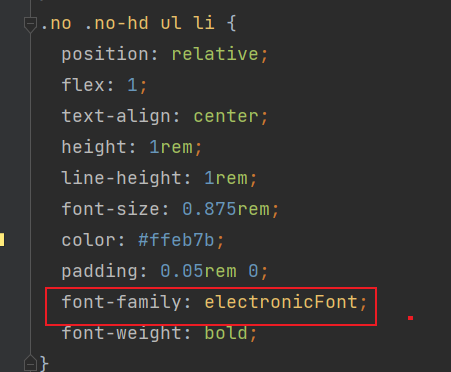 .no .no-hd ul li {
position: relative;
flex: 1;
text-align: center;
height: 1rem;
line-height: 1rem;
font-size: 0.875rem;
color: #ffeb7b;
padding: 0.05rem 0;
font-family: electronicFont;
font-weight: bold;
}